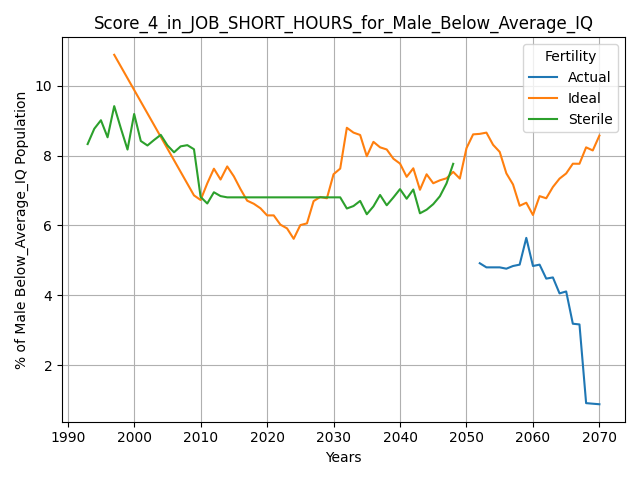 Score_4_in_JOB_SHORT_HOURS_for_Male_Below_Average_IQ
% of Male Below_Average_IQ Population
10
8
6
4
2
Fertility
Actual
Ideal
Sterile
1990 2000 2010 2020 2030 2040 2050 2060 2070
Years